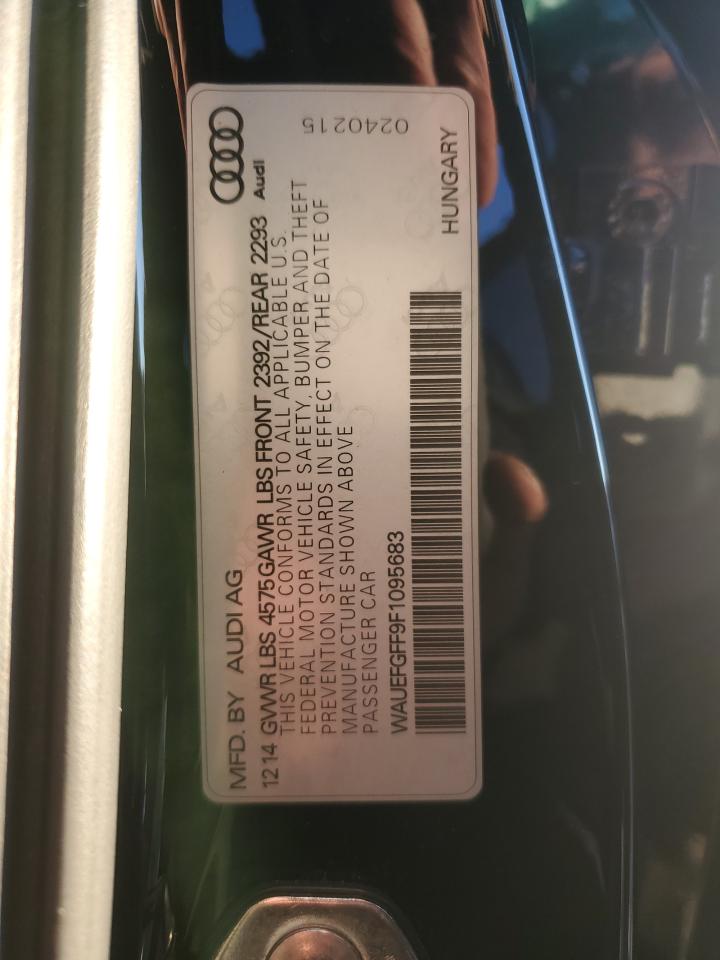 MFD. BY AUDI AG
Audi
12 14 GVWR LBS 4575 GAWR LBS FRONT 2392/REAR 2293
THIS VEHICLE CONFORMS TO ALL APPLICABLE U.S.
FEDERAL MOTOR VEHICLE SAFETY, BUMPER AND THEFT
PREVENTION STANDARDS IN EFFECT ON THE DATE OF
MANUFACTURE SHOWN ABOVE
PASSENGER CAR
0240215
WAUEFGFF9F1095683
HUNGARY